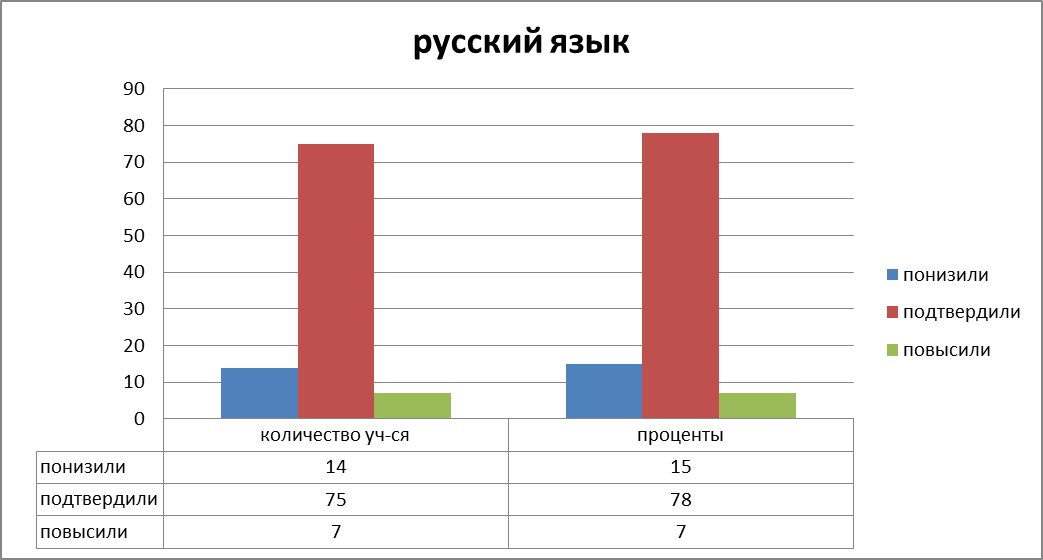 русский язык
90
80
70
60
50
40
30
20
10
0
понизили
подтвердили
повысили
количество уч-ся проценты
понизили 14 15
подтвердили 75 78
повысили 7 7